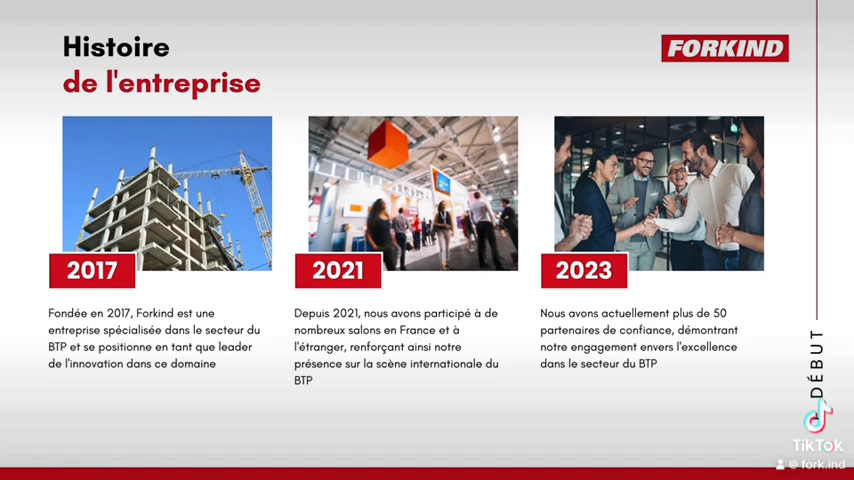 Histoire
de l'entreprise
FORKIND
2017
Fondée en 2017, Forkind est une
entreprise spécialisée dans le secteur du
BTP et se positionne en tant que leader
de l'innovation dans ce domaine
2021
Depuis 2021, nous avons participé à de
nombreux salons en France et à
l'étranger, renforçant ainsi notre
présence sur la scène internationale du
BTP
2023
Nous avons actuellement plus de 50
partenaires de confiance, démontrant
notre engagement envers l'excellence
dans le secteur du BTP
DÉBUT
TikTok
@fork.ind